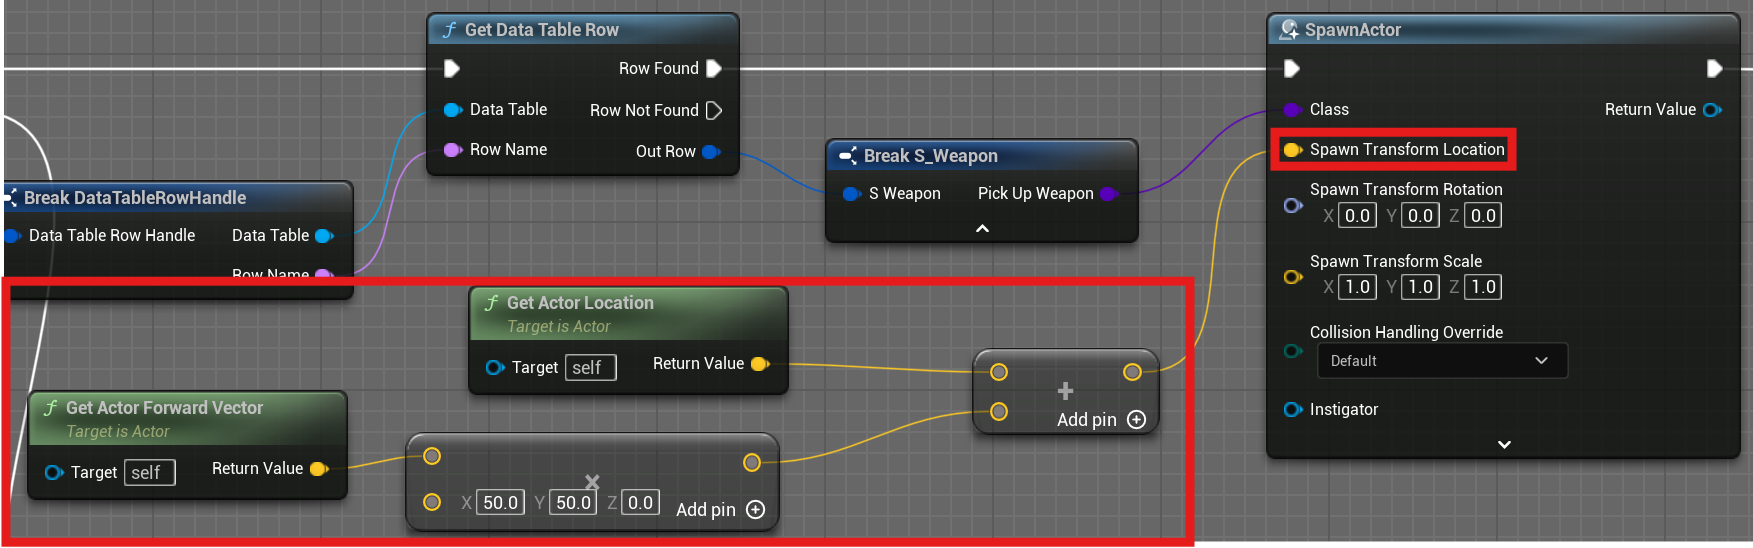 Get Data Table Row
Row Found
Data Table
Row Not Found
Row Name
Out Row
SpawnActor
Class
Return Value
Spawn Transform Location
Spawn Transform Rotation
X 0.0 Y 0.0 Z 0.0
Spawn Transform Scale
X 1.0 Y 1.0 Z 1.0
Collision Handling Override
Default
Instigator
Break S_Weapon
S Weapon
Pick Up Weapon
Break DataTableRowHandle
Data Table Row Handle
Data Table
Row Name
Get Actor Location
Target is Actor
Target self
Return Value
Get Actor Forward Vector
Target is Actor
Target self
Return Value
X 50.0 Y 50.0 Z 0.0
Add pin
Add pin